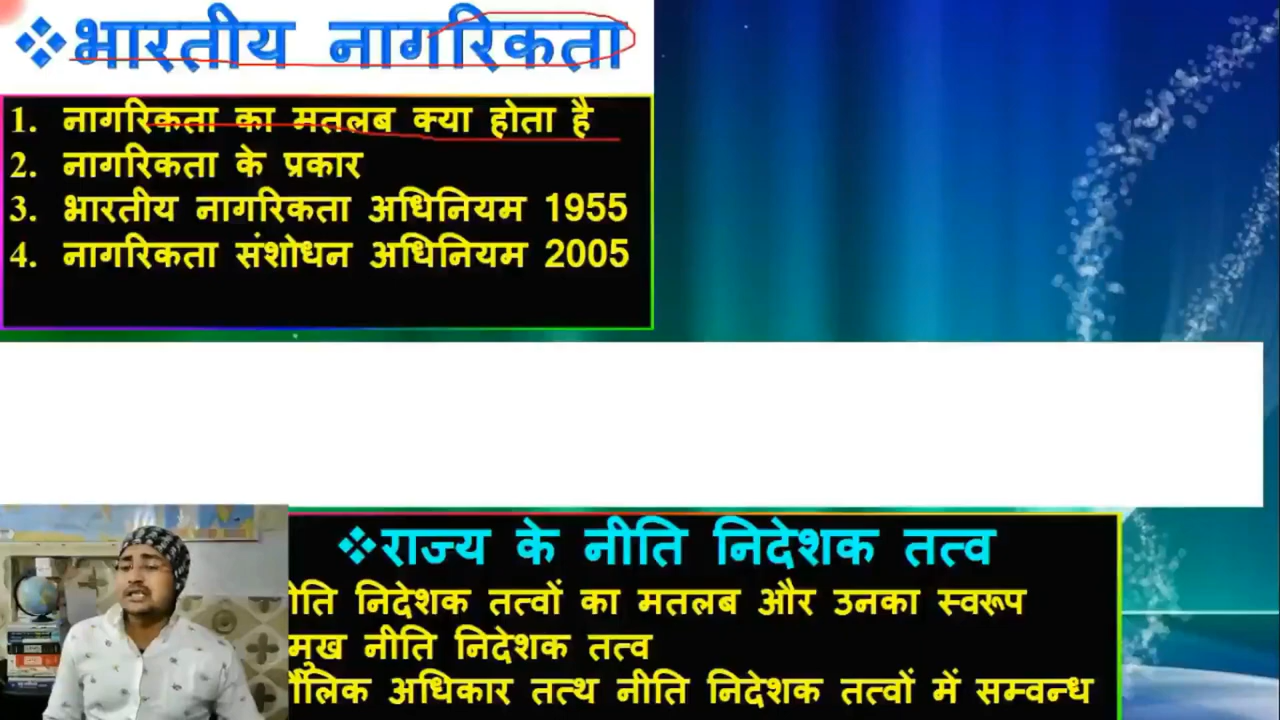 ❖भारतीय नागरिकता
1. नागरिकता का मतलब क्या होता है
2. नागरिकता के प्रकार
3. भारतीय नागरिकता अधिनियम 1955
4. नागरिकता संशोधन अधिनियम 2005
❖राज्य के नीति निदेशक तत्व
निदेशक तत्वों का मतलब और उनका स्वरूप
नीति निदेशक तत्व
अधिकार तत्थ नीति निदेशक तत्वों में सम्वन्ध